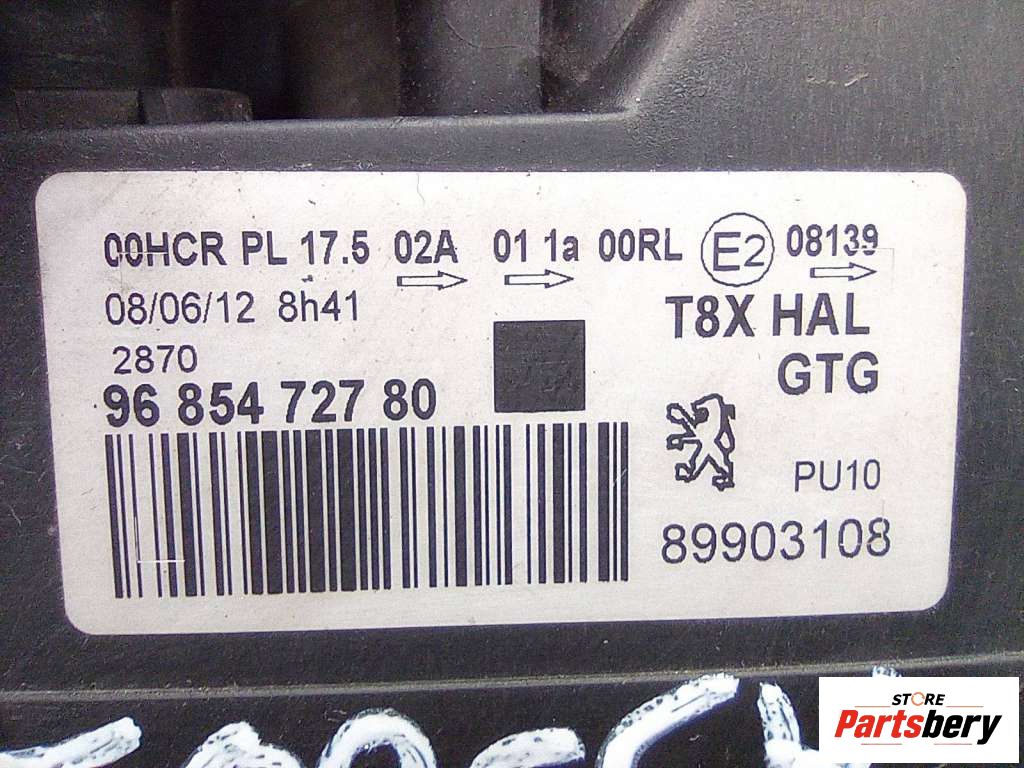 00HCR PL 17.5 02A 01 1a 00RL E2 08139
08/06/12 8h41
T8X HAL
2870
GTG
96 854 727 80
PU10
89903108
STORE
Partsbery